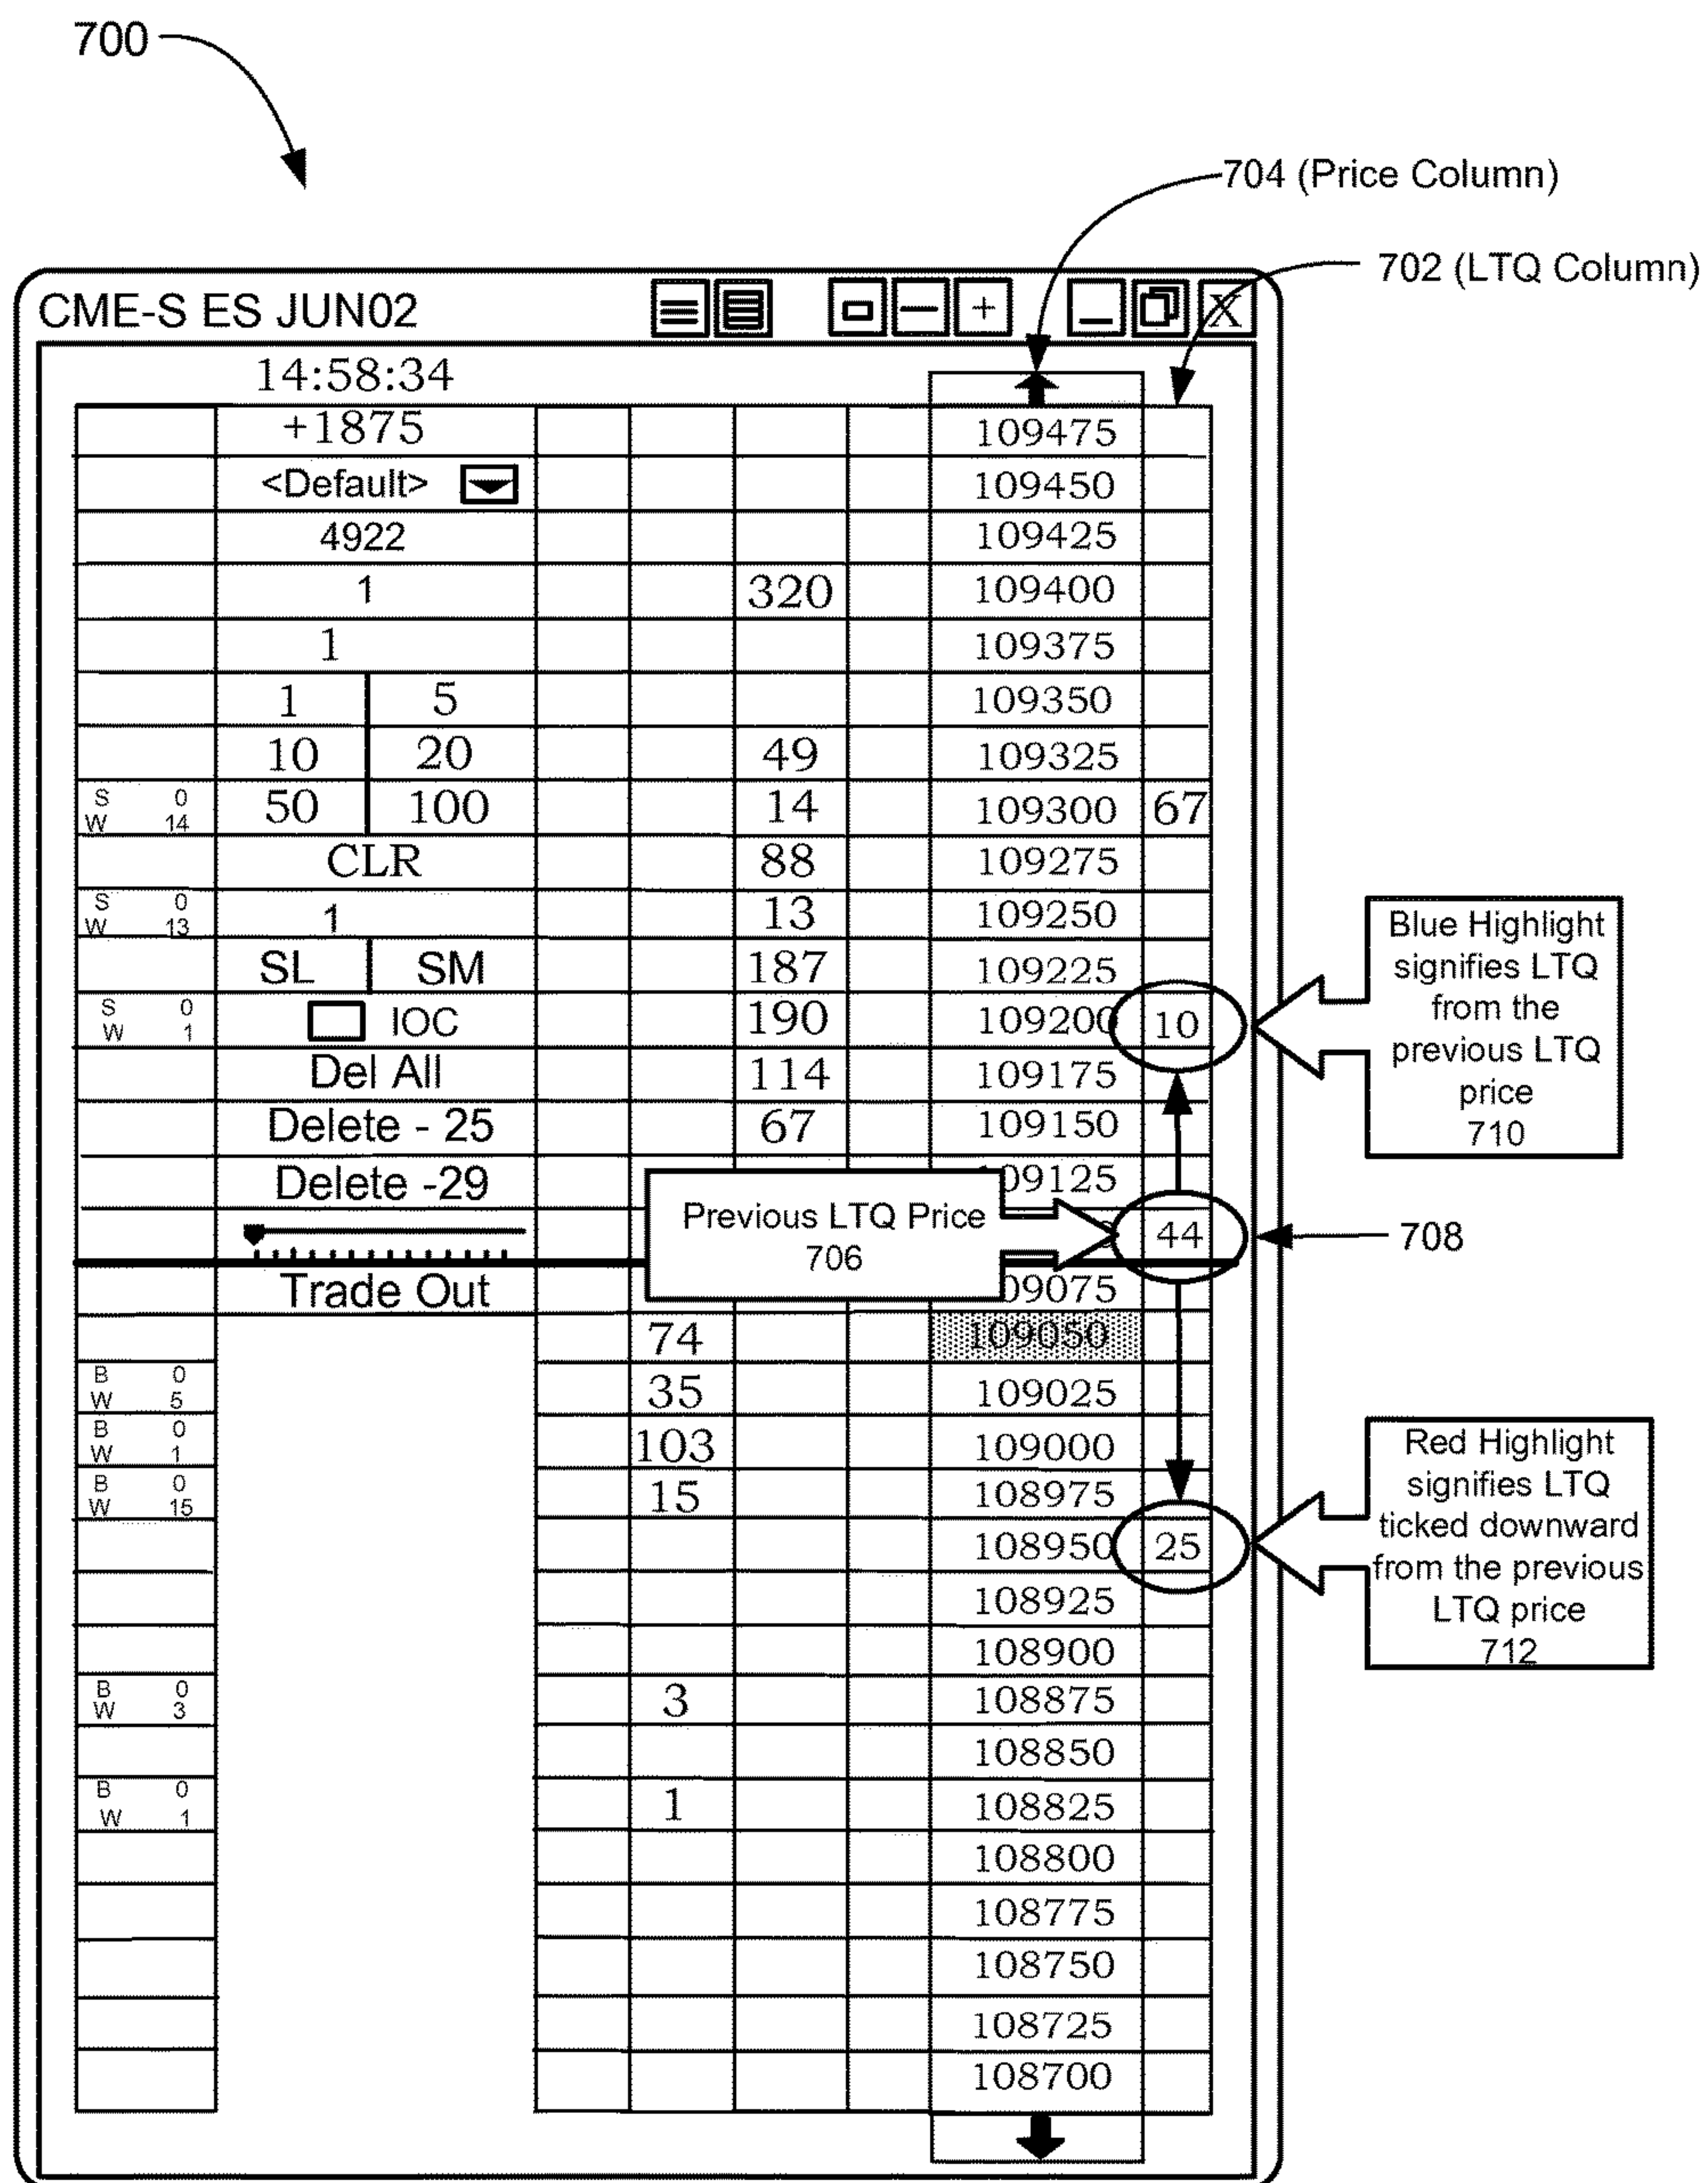 700
704 (Price Column)
702 (LTQ Column)
CME-S ES JUN02
+
X
14:58:34
+1875 109475
<Default> 109450
4922 109425
1 320 109400
1 109375
1 5 109350
10 20 49 109325
S 0
W 14
50 100 14 109300 67
CLR 88 109275
S 0
W 13
1 13 109250
SL SM 187 109225
S 0
W 1
IOC 190 109200 10
Del All 114 109175
Delete - 25 67 109150
Delete -29 09125
44
Trade Out 09075
74 109050
B 0
W 5
35 109025
B 0
W 1
103 109000
B 0
W 15
15 108975
108950 25
108925
108900
B 0
W 3
3 108875
108850
B 0
W 1
1 108825
108800
108775
108750
108725
108700
Previous LTQ Price
706
708
Blue Highlight
signifies LTQ
from the
previous LTQ
price
710
Red Highlight
signifies LTQ
ticked downward
from the previous
LTQ price
712